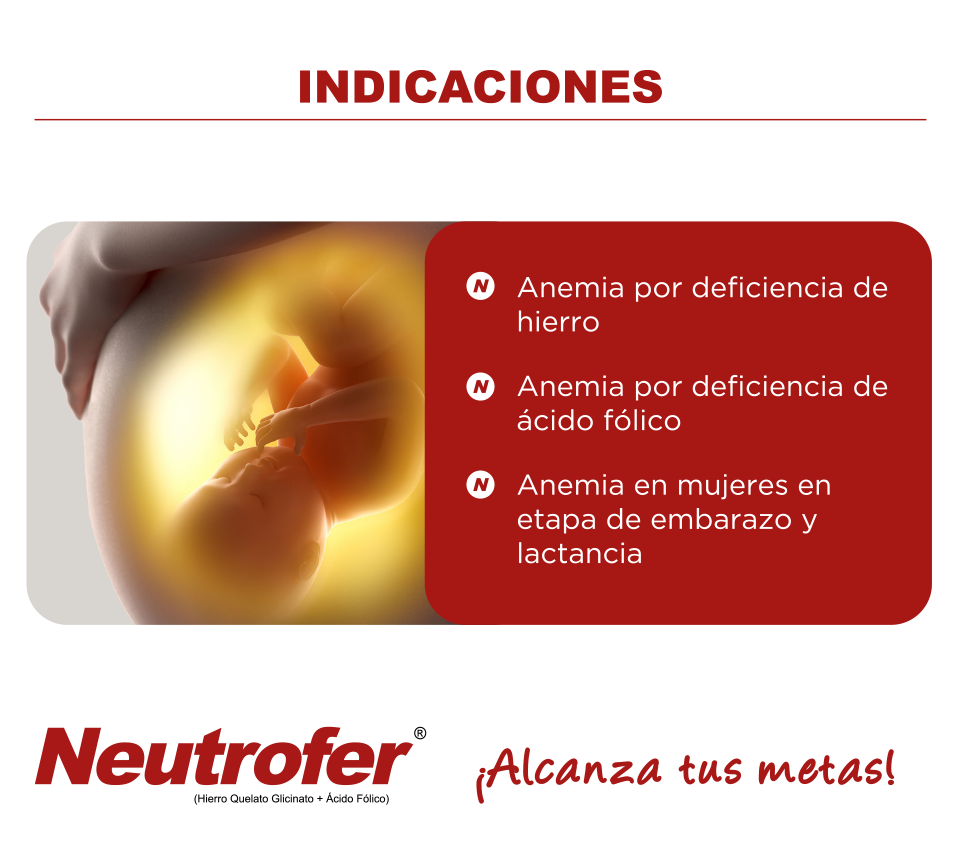 INDICACIONES
N Anemia por deficiencia de
hierro
N Anemia por deficiencia de
ácido fólico
N Anemia en mujeres en
etapa de embarazo y
lactancia
Neutrofer®
(Hierro Quelato Glicinato + Ácido Fólico)
¡Alcanza tus metas!